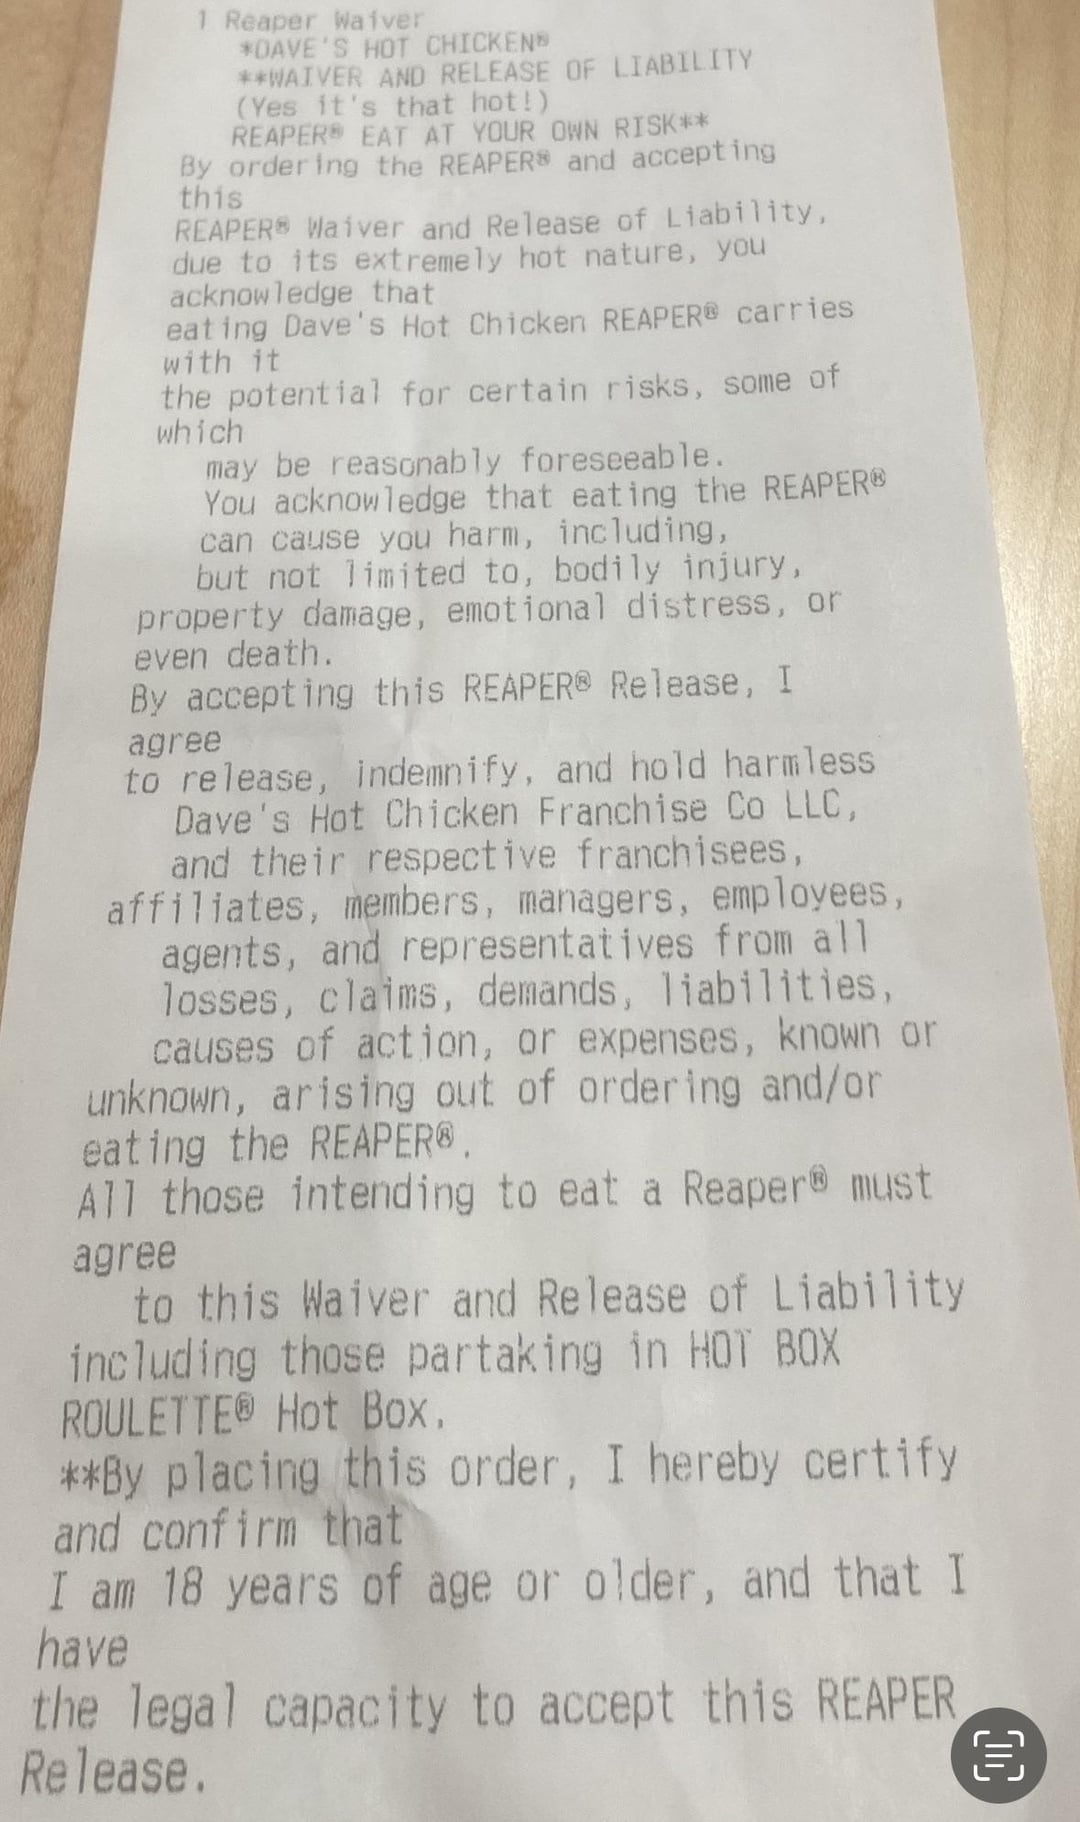 1 Reaper Waiver
*DAVE'S HOT CHICKEN®
**WAIVER AND RELEASE OF LIABILITY
(Yes it's that hot!)
REAPER® EAT AT YOUR OWN RISK**
By ordering the REAPER® and accepting
this
REAPER® Waiver and Release of Liability,
due to its extremely hot nature, you
acknowledge that
eating Dave's Hot Chicken REAPER® carries
with it
the potential for certain risks, some of
which
may be reasonably foreseeable.
You acknowledge that eating the REAPER®
can cause you harm, including,
but not limited to, bodily injury,
property damage, emotional distress, or
even death.
By accepting this REAPER® Release, I
agree
to release, indemnify, and hold harmless
Dave's Hot Chicken Franchise Co LLC,
and their respective franchisees,
affiliates, members, managers, employees,
agents, and representatives from all
losses, claims, demands, liabilities,
causes of action, or expenses, known or
unknown, arising out of ordering and/or
eating the REAPER®.
All those intending to eat a Reaper® must
agree
to this Waiver and Release of Liability
including those partaking in HOT BOX
ROULETTE® Hot Box.
**By placing this order, I hereby certify
and confirm that
I am 18 years of age or older, and that I
have
the legal capacity to accept this REAPER
Release.